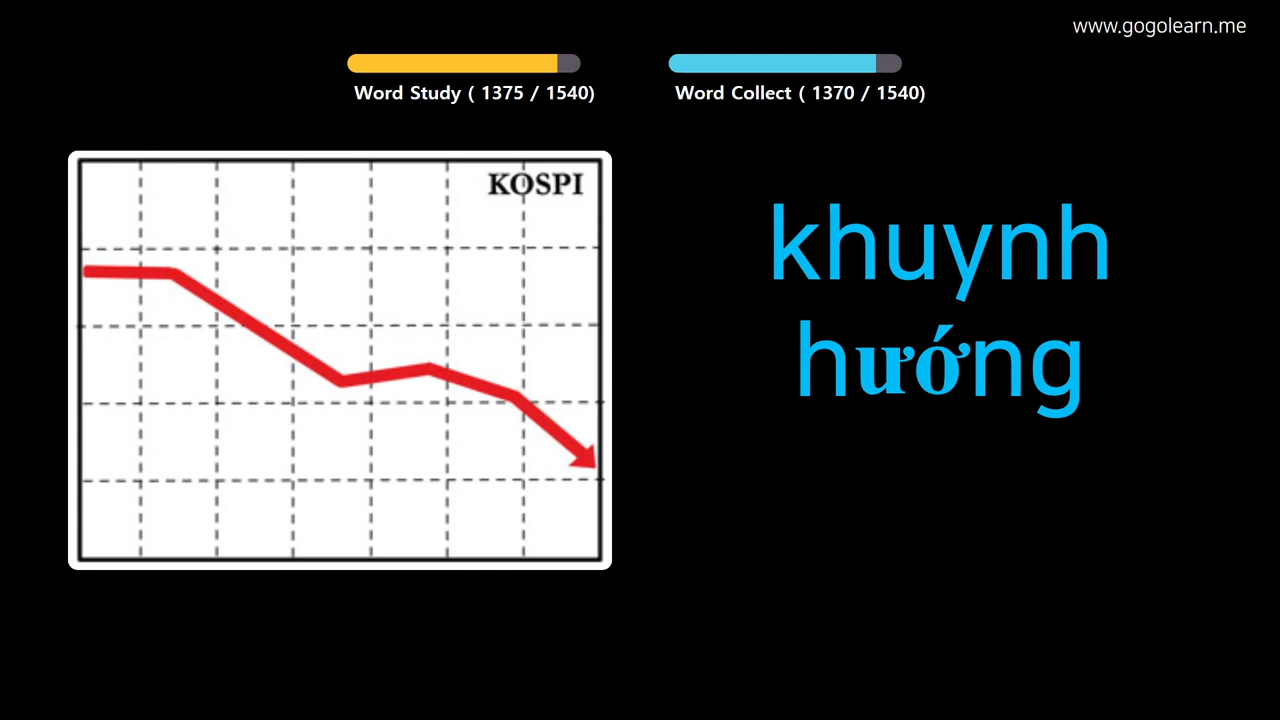 www.gogolearn.me
Word Study ( 1375 / 1540)
Word Collect ( 1370 / 1540)
KOSPI
khuynh
hướng